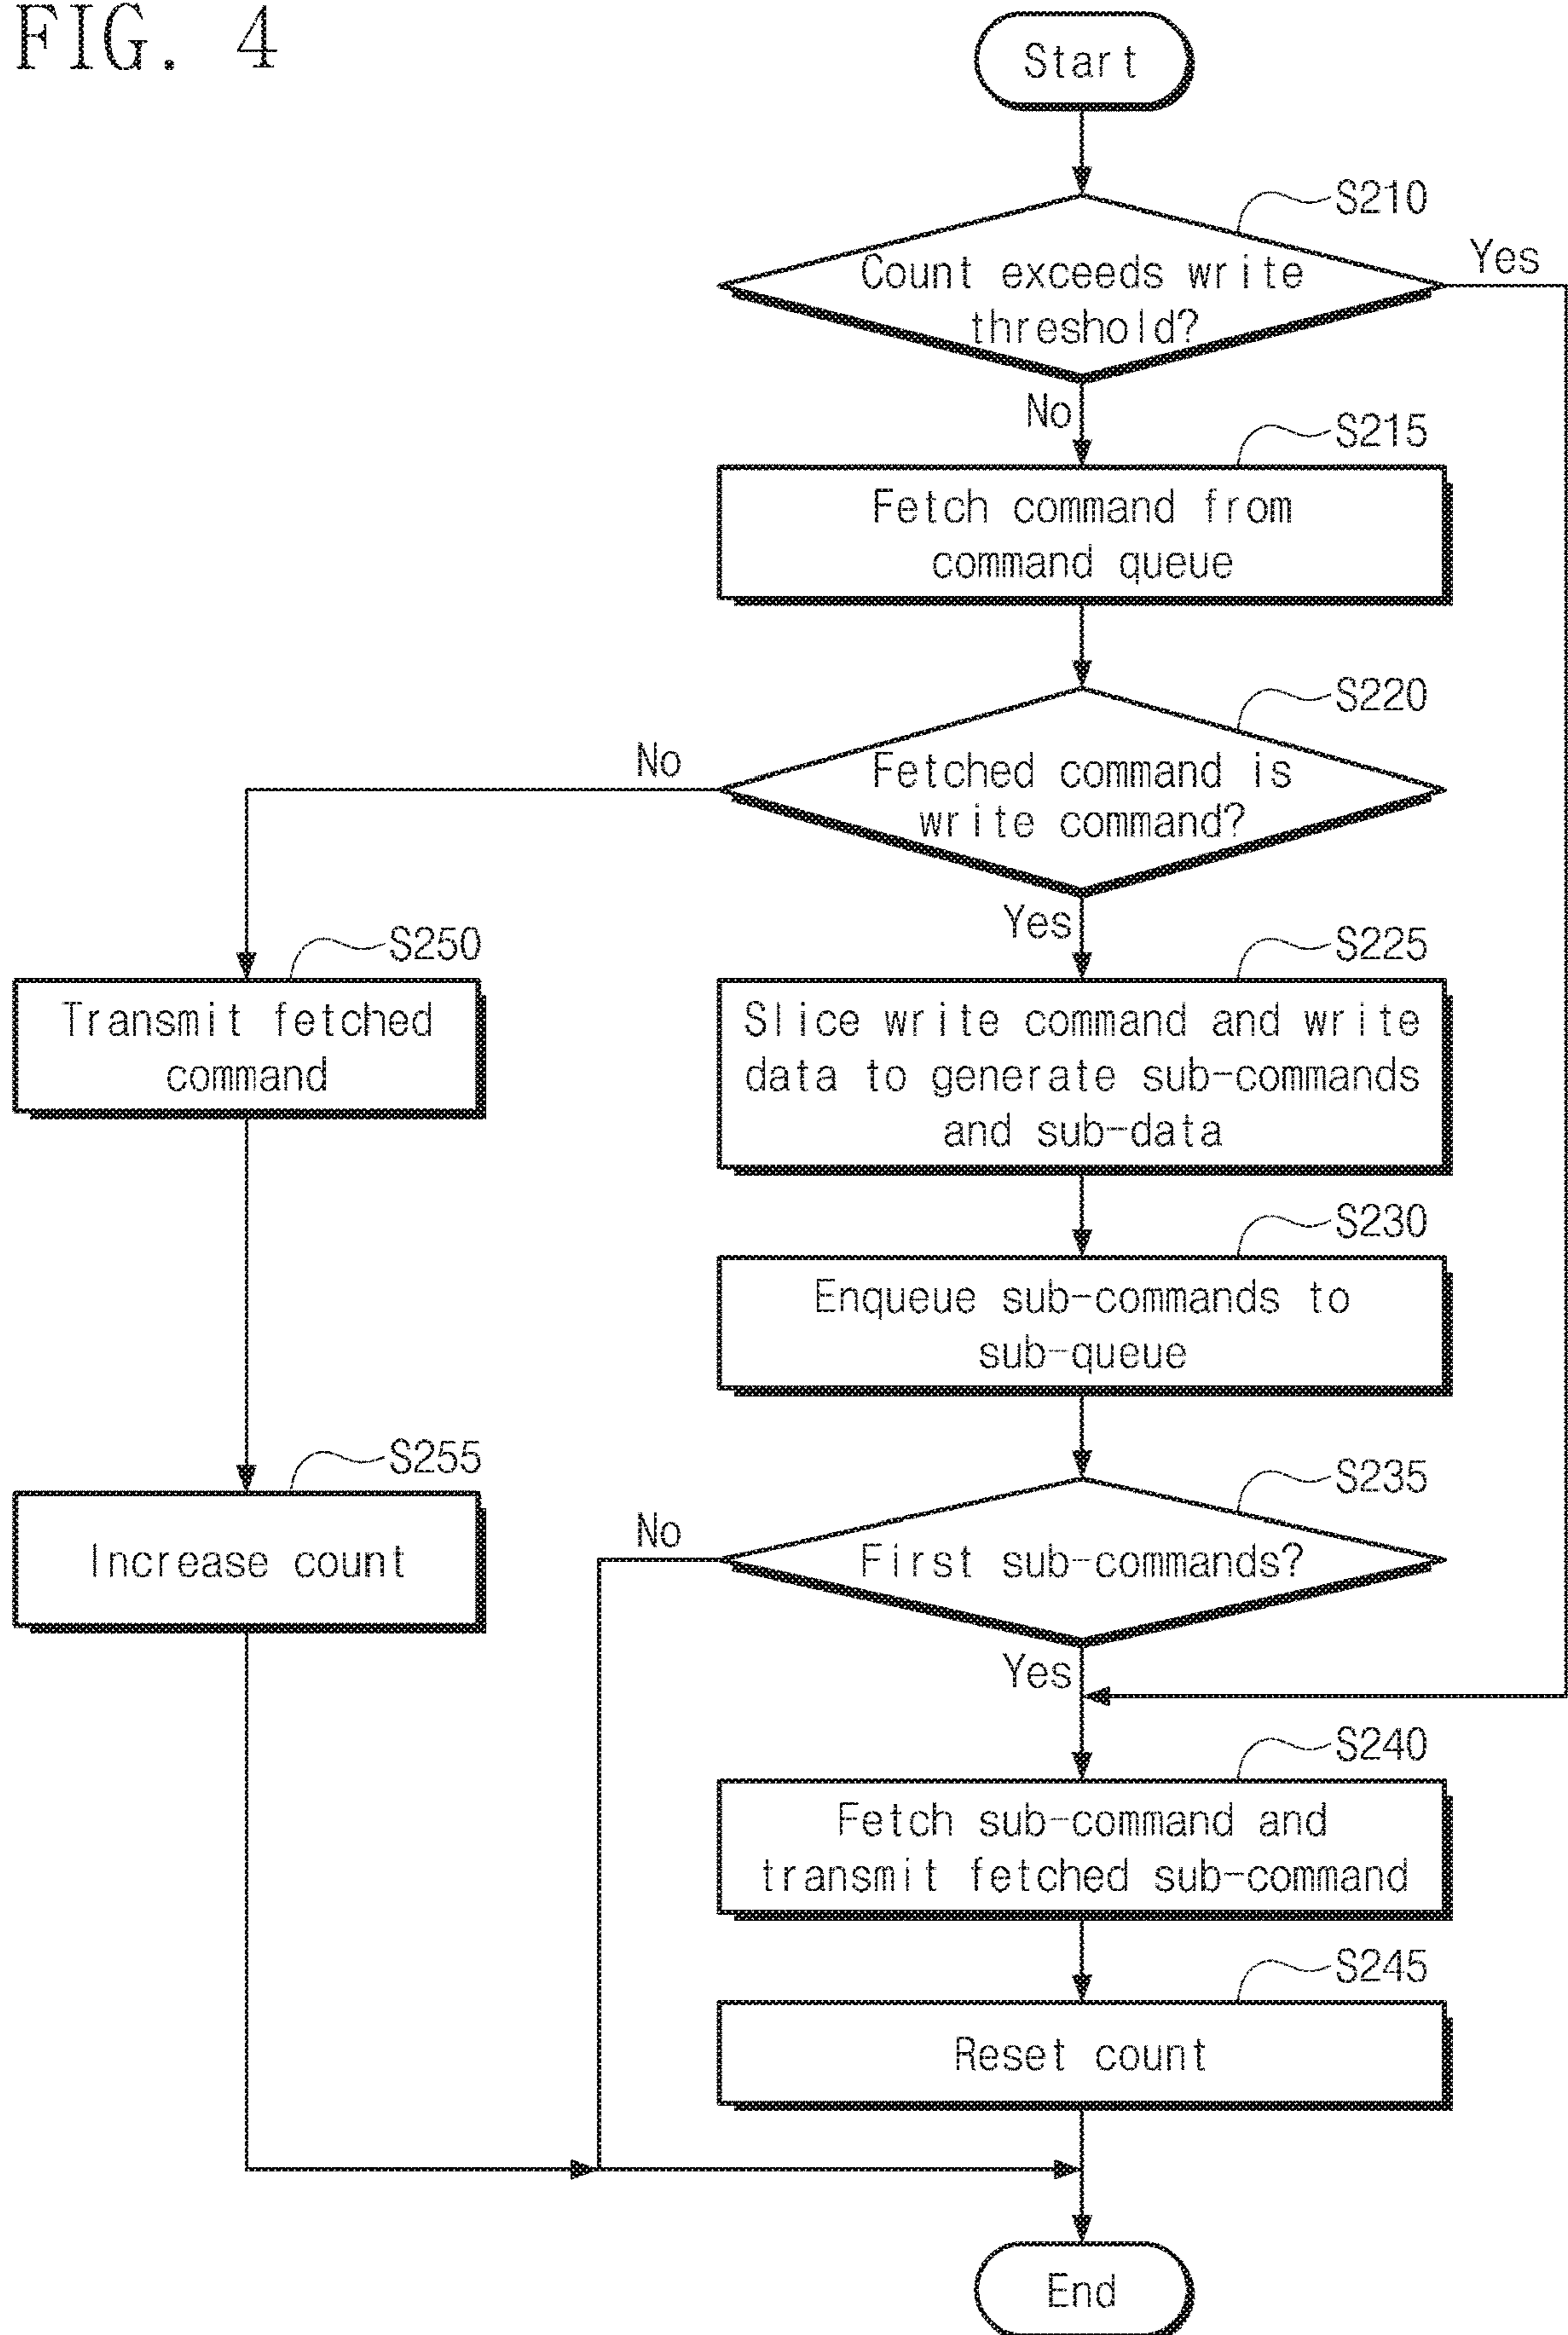 FIG. 4
Start
S210
Count exceeds write
threshold?
Yes
No
S215
Fetch command from
command queue
S220
Fetched command is
write command?
No
Yes
S250
Transmit fetched
command
S225
Slice write command and write
data to generate sub-commands
and sub-data
S230
Enqueue sub-commands to
sub-queue
S255
Increase count
S235
First sub-commands?
No
Yes
S240
Fetch sub-command and
transmit fetched sub-command
S245
Reset count
End